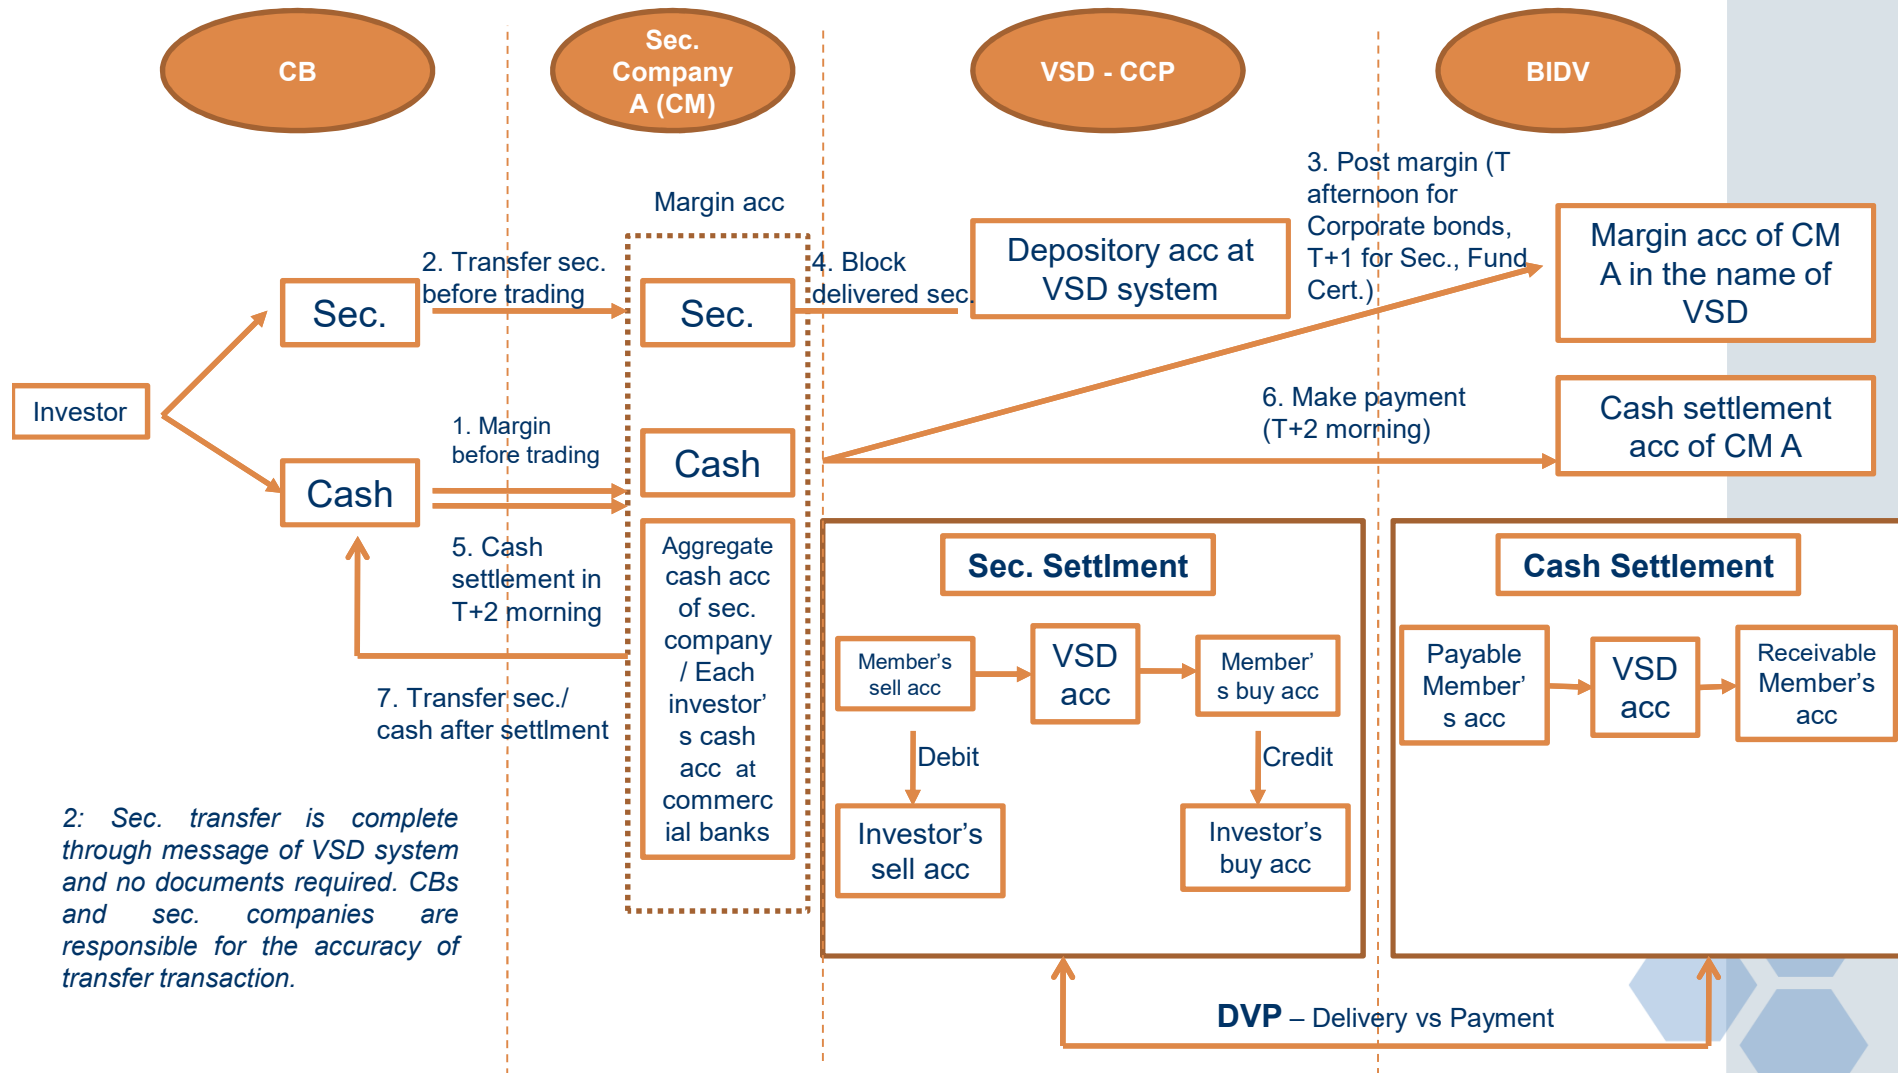 CB
Sec.
Company
A (CM)
VSD - CCP
BIDV
3. Post margin (T
afternoon for
Corporate bonds,
T+1 for Sec., Fund
Cert.)
Margin acc
2. Transfer sec.
before trading
4. Block
delivered sec.
Depository acc at
VSD system
Margin acc of CM
A in the name of
VSD
Sec.
Sec.
Investor
1. Margin
before trading
Cash
Cash
6. Make payment
(T+2 morning)
Cash settlement
acc of CM A
5. Cash
settlement in
T+2 morning
7. Transfer sec./
cash after settlment
Aggregate
cash acc
of sec.
company
/ Each
investor’
s cash
acc at
commerc
ial banks
Sec. Settlment
Member’s
sell acc
VSD
acc
Member’
s buy acc
Debit
Credit
Investor’s
sell acc
Investor’s
buy acc
Cash Settlement
Payable
Member’
s acc
VSD
acc
Receivable
Member’s
acc
2: Sec. transfer is complete
through message of VSD system
and no documents required. CBs
and sec. companies are
responsible for the accuracy of
transfer transaction.
DVP – Delivery vs Payment